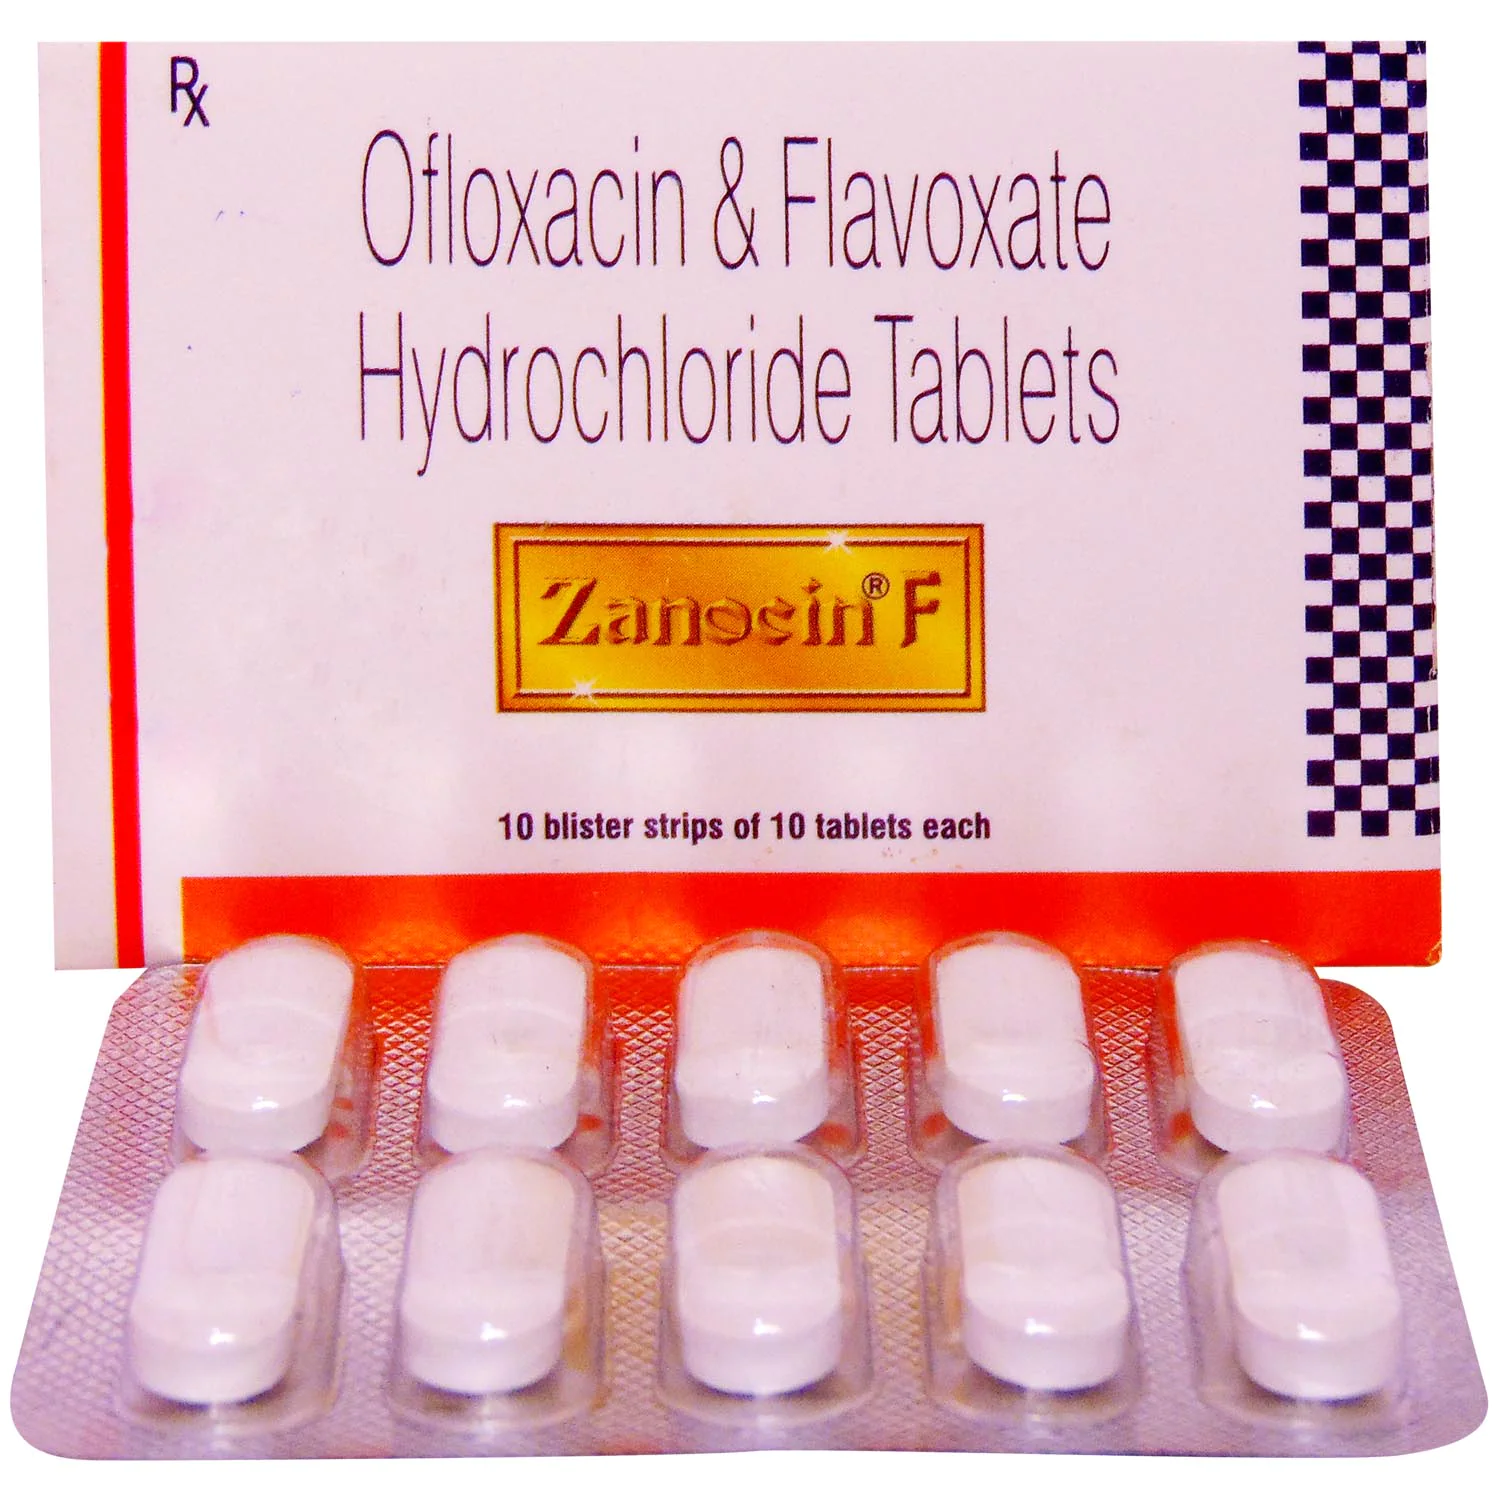 Rx
Ofloxacin & Flavoxate
Hydrochloride Tablets
Zanocin® F
10 blister strips of 10 tablets each